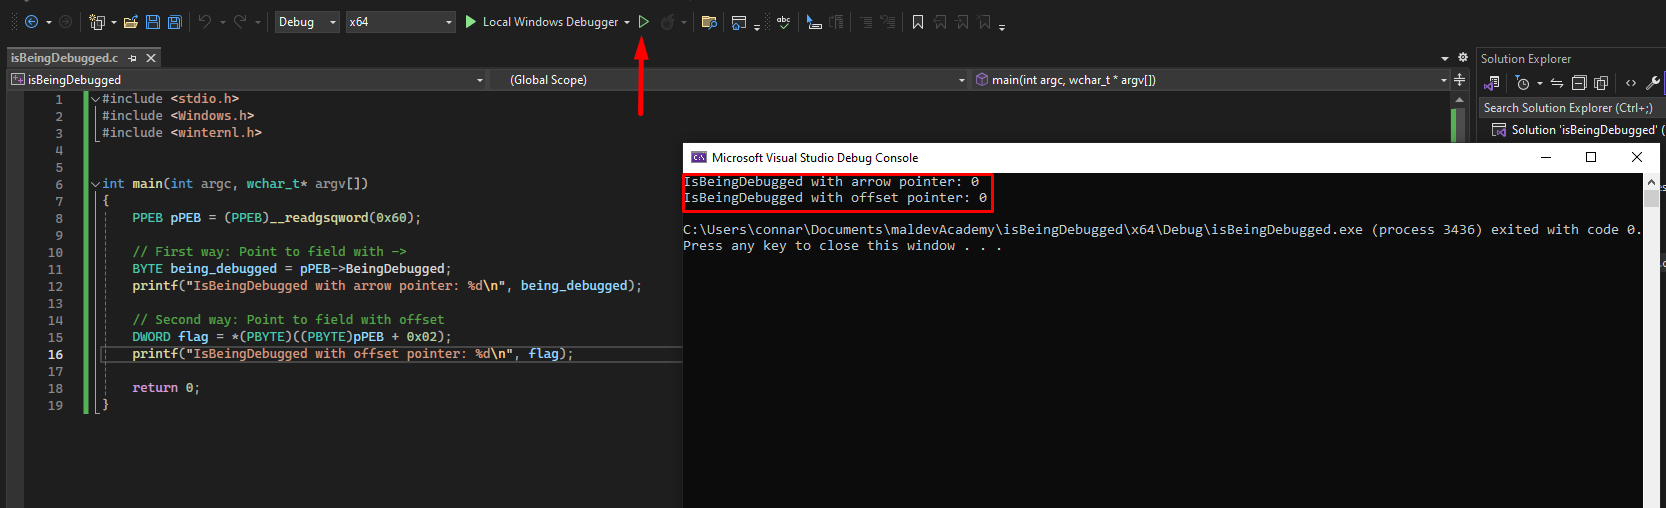 Debug
x64
Local Windows Debugger
abc
isBeingDebugged.c
Solution Explorer
isBeingDebugged
(Global Scope)
main(int argc, wchar_t * argv[])
Search Solution Explorer (Ctrl+;)
Solution 'isBeingDebugged' (
1 #include <stdio.h>
2 #include <Windows.h>
3 #include <winternl.h>
4
5
6 int main(int argc, wchar_t* argv[])
7 {
8 PPEB pPEB = (PPEB)__readgsqword(0x60);
9
10 // First way: Point to field with ->
11 BYTE being_debugged = pPEB->BeingDebugged;
12 printf("IsBeingDebugged with arrow pointer: %d\n", being_debugged);
13
14 // Second way: Point to field with offset
15 DWORD flag = *(PBYTE)((PBYTE)pPEB + 0x02);
16 printf("IsBeingDebugged with offset pointer: %d\n", flag);
17
18 return 0;
19 }
C:\
Microsoft Visual Studio Debug Console
IsBeingDebugged with arrow pointer: 0
IsBeingDebugged with offset pointer: 0
C:\Users\connar\Documents\maldevAcademy\isBeingDebugged\x64\Debug\isBeingDebugged.exe (process 3436) exited with code 0.
Press any key to close this window . . .